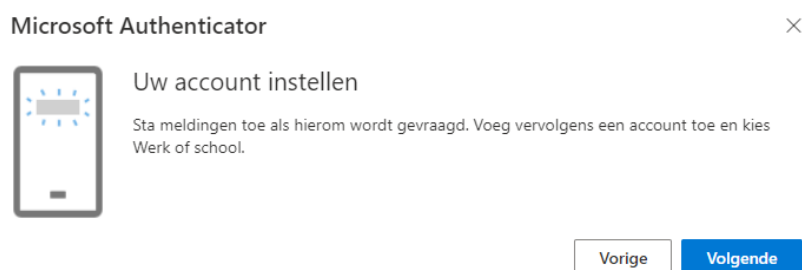 Microsoft Authenticator
Uw account instellen
Sta meldingen toe als hierom wordt gevraagd. Voeg vervolgens een account toe en kies
Werk of school.
Vorige
Volgende